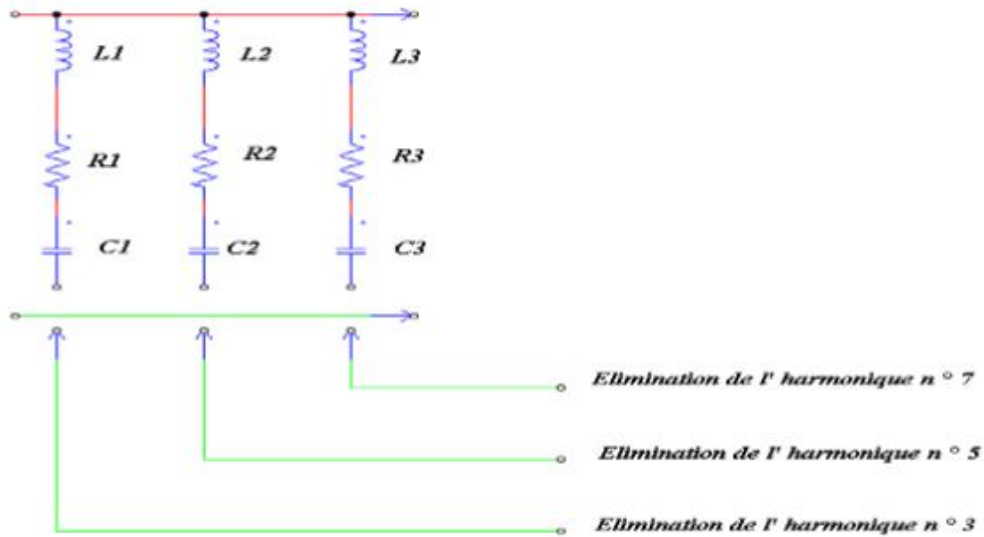 L1 L2 L3
R1 R2 R3
C1 C2 C3
Elimination de l' harmonique n ° 7
Elimination de l' harmonique n ° 5
Elimination de l' harmonique n ° 3